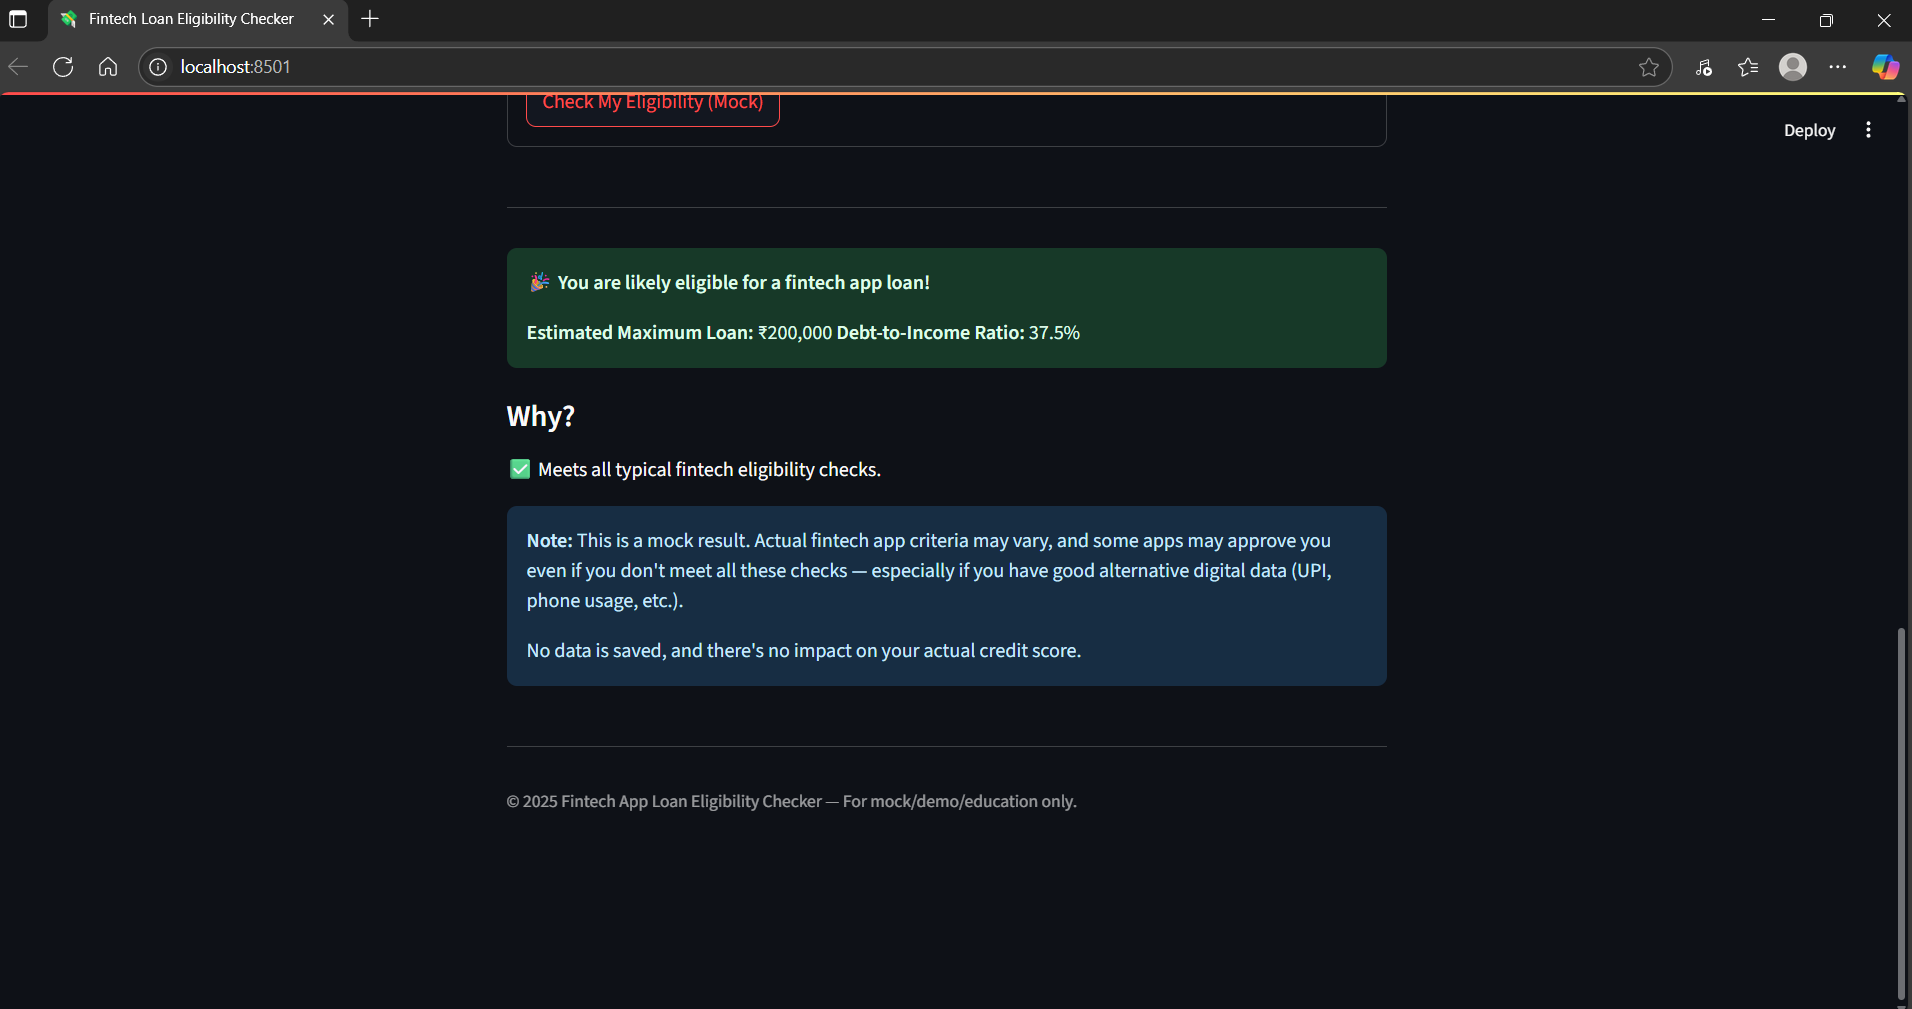 Fintech Loan Eligibility Checker
localhost:8501
Check My Eligibility (Mock)
Deploy
🎉 You are likely eligible for a fintech app loan!
Estimated Maximum Loan: ₹200,000 Debt-to-Income Ratio: 37.5%
Why?
✅ Meets all typical fintech eligibility checks.
Note: This is a mock result. Actual fintech app criteria may vary, and some apps may approve you
even if you don't meet all these checks — especially if you have good alternative digital data (UPI,
phone usage, etc.).
No data is saved, and there's no impact on your actual credit score.
© 2025 Fintech App Loan Eligibility Checker — For mock/demo/education only.